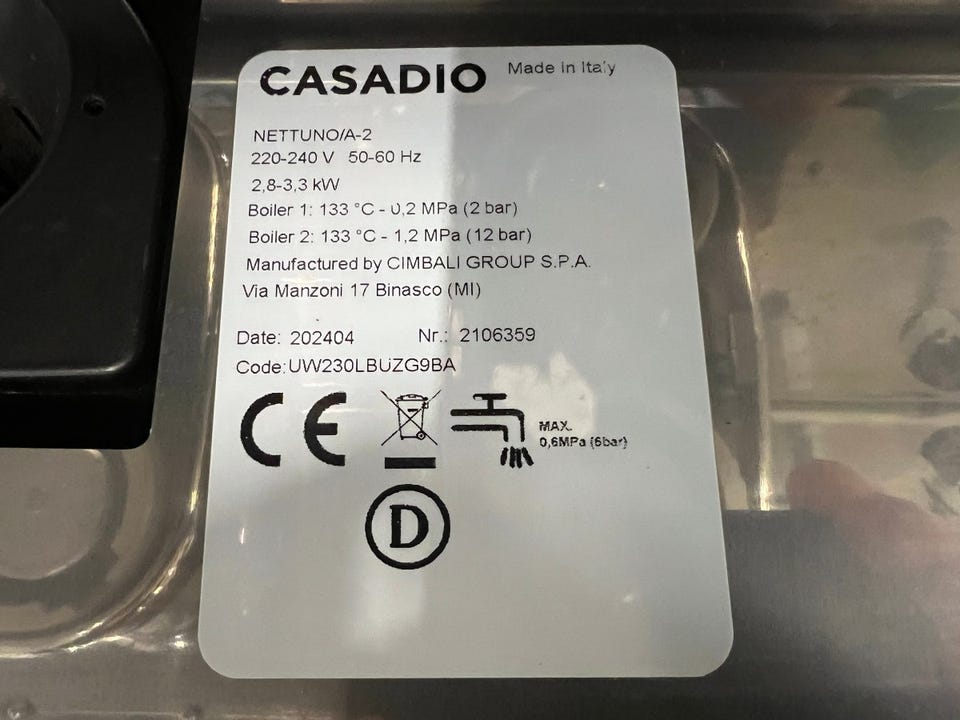 CASADIO Made in Italy
NETTUNO/A-2
220-240 V 50-60 Hz
2,8-3,3 kW
Boiler 1: 133 °C - 0,2 MPa (2 bar)
Boiler 2: 133 °C - 1,2 MPa (12 bar)
Manufactured by CIMBALI GROUP S.P.A.
Via Manzoni 17 Binasco (MI)
Date: 202404 Nr.: 2106359
Code:UW230LBUZG9BA
CE
MAX.
0,6MPa (6bar)
D